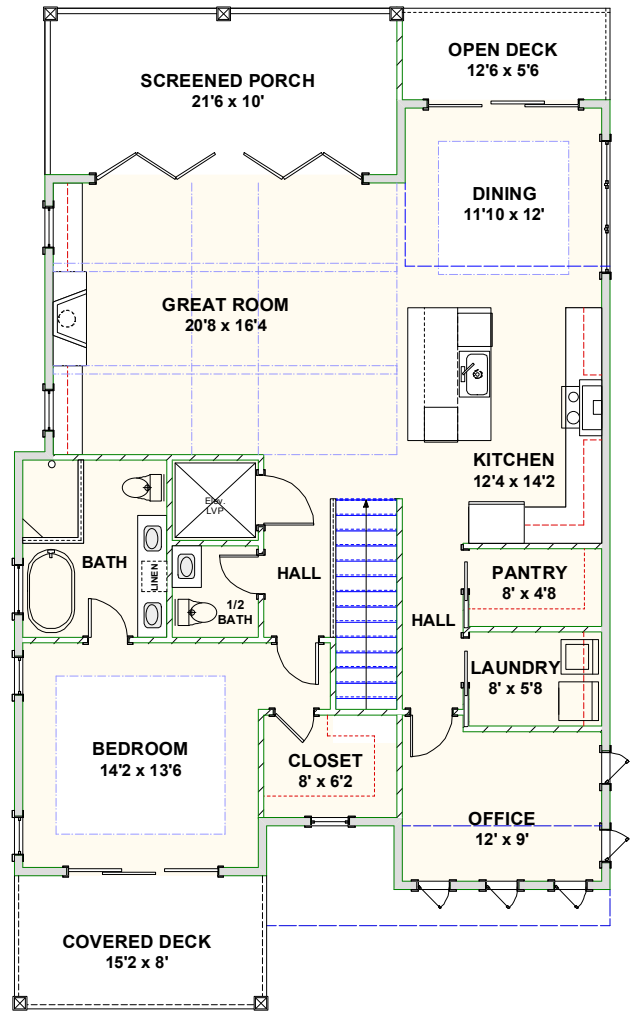 OPEN DECK
12'6 x 5'6
SCREENED PORCH
21'6 x 10'
DINING
11'10 x 12'
GREAT ROOM
20'8 x 16'4
KITCHEN
12'4 x 14'2
Elev.
LVP
BATH
LINEN
HALL
PANTRY
8' x 4'8
1/2
BATH
HALL
LAUNDRY
8' x 5'8
BEDROOM
14'2 x 13'6
CLOSET
8' x 6'2
OFFICE
12' x 9'
COVERED DECK
15'2 x 8'